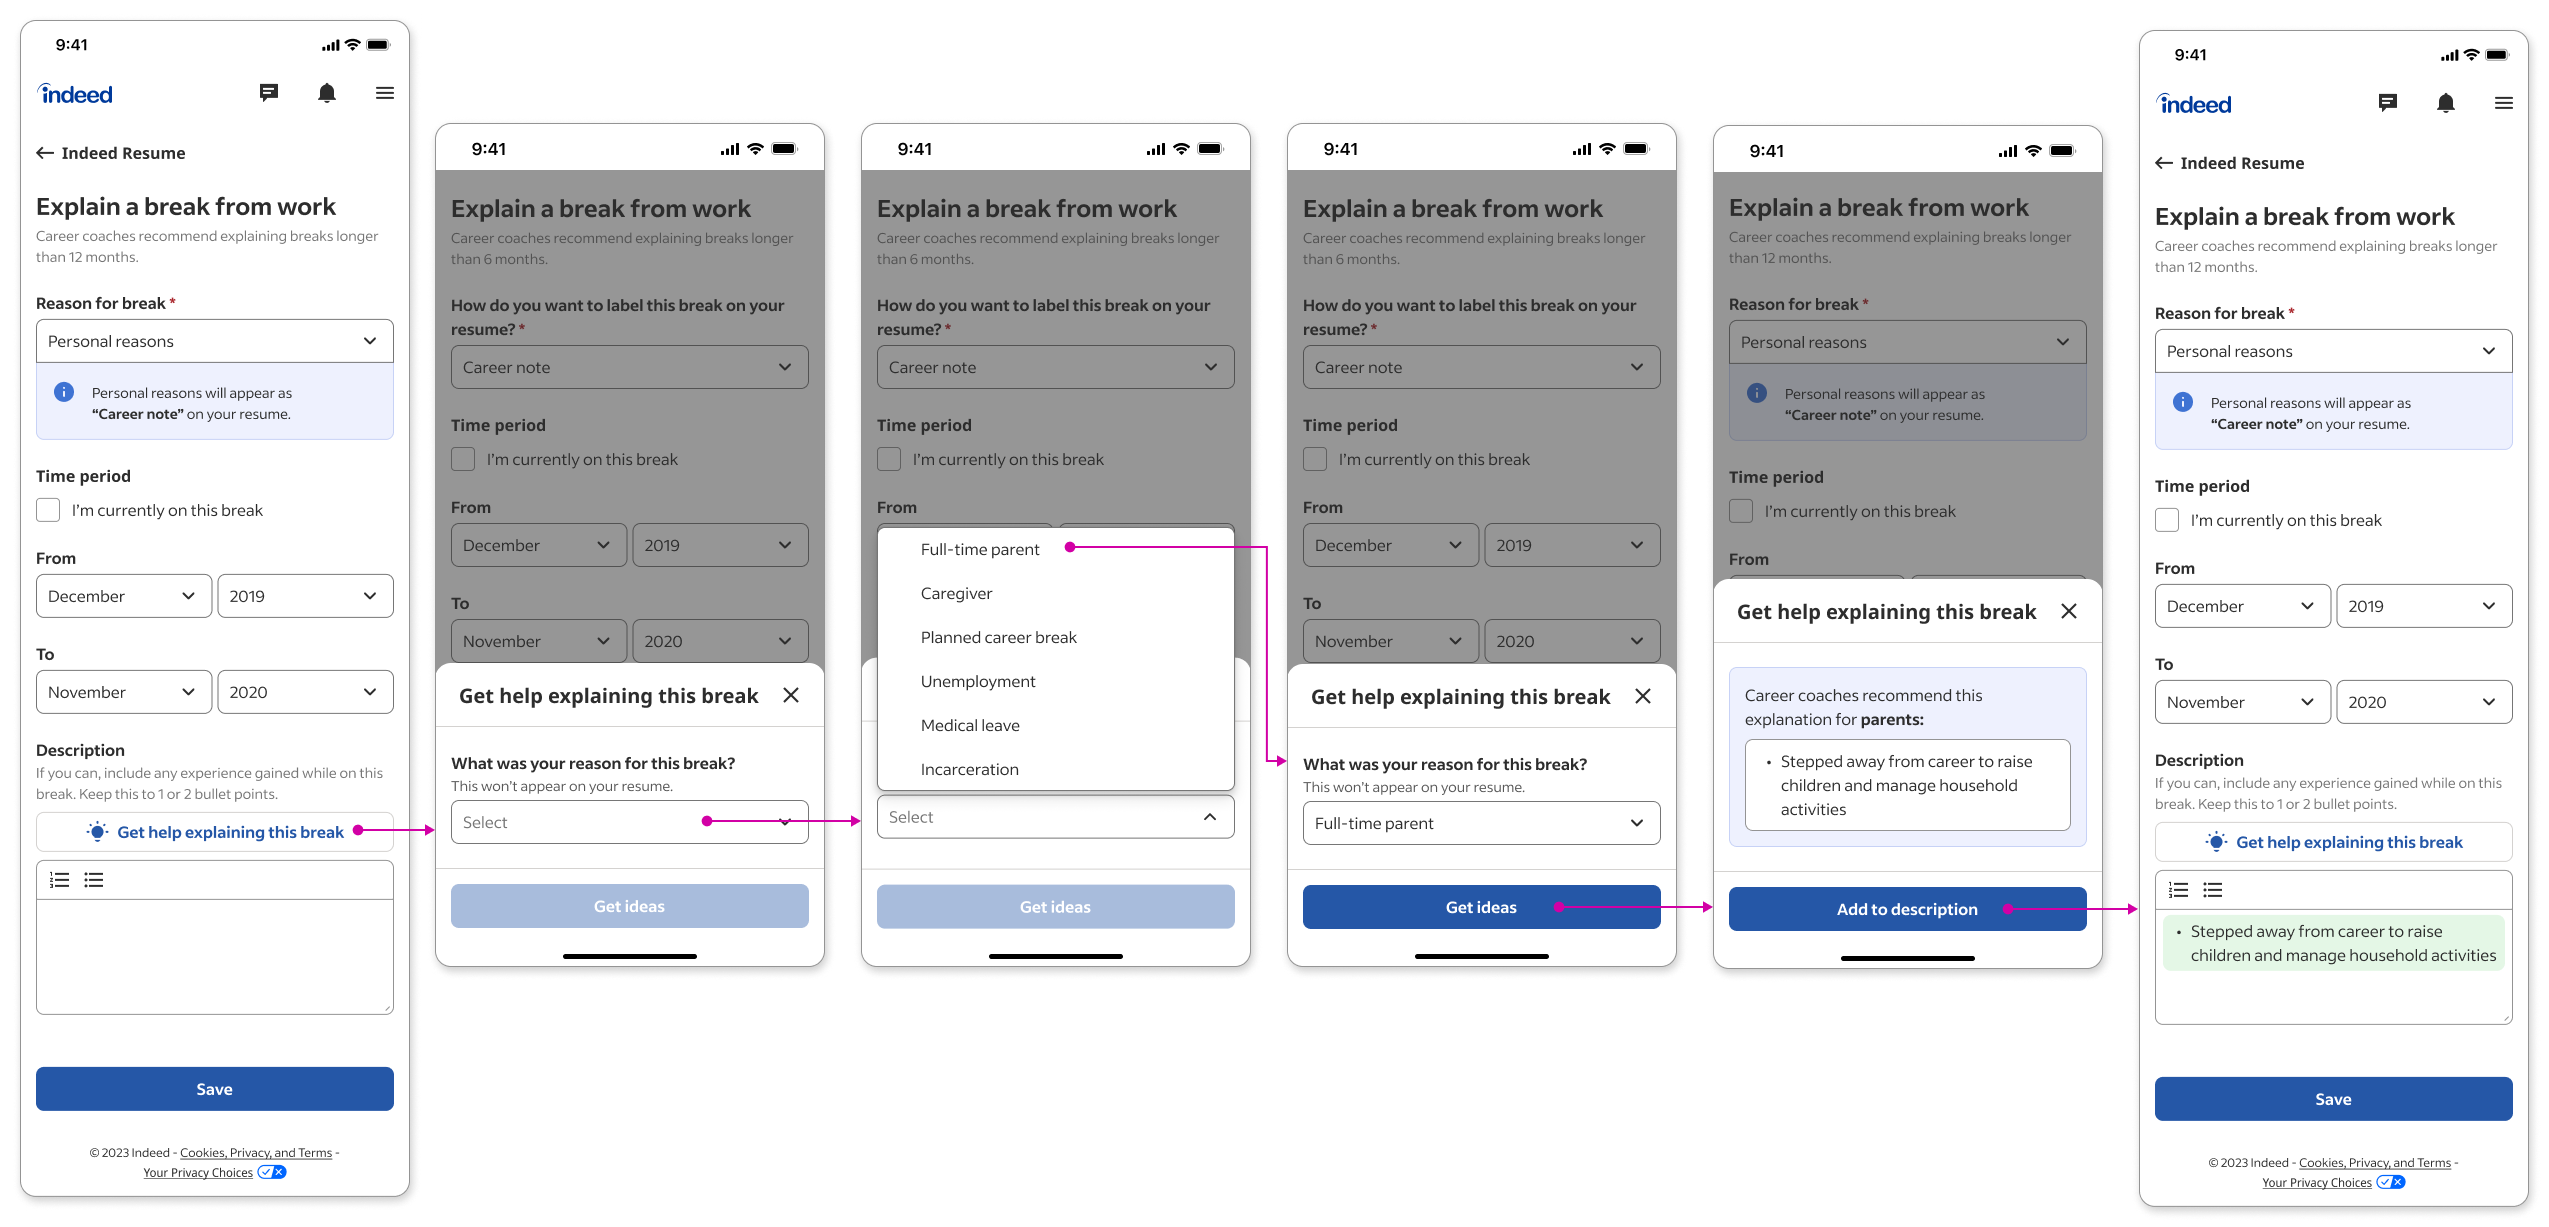 9:41
indeed
Indeed Resume
Explain a break from work
Career coaches recommend explaining breaks longer
than 12 months.
Reason for break *
Personal reasons
Personal reasons will appear as
“Career note” on your resume.
Time period
I’m currently on this break
From
December
2019
To
November
2020
Description
If you can, include any experience gained while on this
break. Keep this to 1 or 2 bullet points.
Get help explaining this break
Save
© 2023 Indeed - Cookies, Privacy, and Terms -
Your Privacy Choices
9:41
Explain a break from work
Career coaches recommend explaining breaks longer
than 6 months.
How do you want to label this break on your
resume? *
Career note
Time period
I’m currently on this break
From
December
2019
To
November
2020
Get help explaining this break
What was your reason for this break?
This won’t appear on your resume.
Select
Get ideas
9:41
Explain a break from work
Career coaches recommend explaining breaks longer
than 6 months.
How do you want to label this break on your
resume? *
Career note
Time period
I’m currently on this break
From
Full-time parent
Caregiver
Planned career break
Unemployment
Medical leave
Incarceration
Select
Get ideas
9:41
Explain a break from work
Career coaches recommend explaining breaks longer
than 6 months.
How do you want to label this break on your
resume? *
Career note
Time period
I’m currently on this break
From
December
2019
To
November
2020
Get help explaining this break
What was your reason for this break?
This won’t appear on your resume.
Full-time parent
Get ideas
9:41
Explain a break from work
Career coaches recommend explaining breaks longer
than 12 months.
Reason for break *
Personal reasons
Personal reasons will appear as
“Career note” on your resume.
Time period
I’m currently on this break
From
Get help explaining this break
Career coaches recommend this
explanation for parents:
• Stepped away from career to raise
children and manage household
activities
Add to description
9:41
indeed
Indeed Resume
Explain a break from work
Career coaches recommend explaining breaks longer
than 12 months.
Reason for break *
Personal reasons
Personal reasons will appear as
“Career note” on your resume.
Time period
I’m currently on this break
From
December
2019
To
November
2020
Description
If you can, include any experience gained while on this
break. Keep this to 1 or 2 bullet points.
Get help explaining this break
• Stepped away from career to raise
children and manage household activities
Save
© 2023 Indeed - Cookies, Privacy, and Terms -
Your Privacy Choices